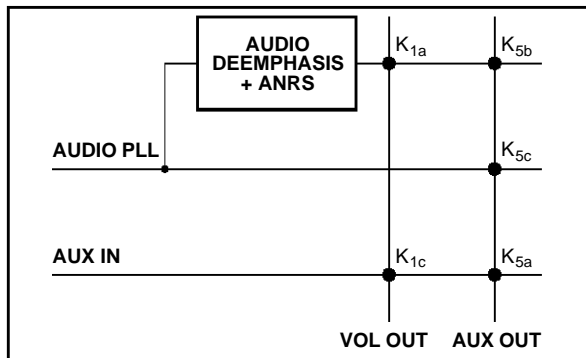 AUDIO
DEEMPHASIS
+ ANRS
K1a
K5b
AUDIO PLL
K5c
AUX IN
K1c
K5a
VOL OUT
AUX OUT